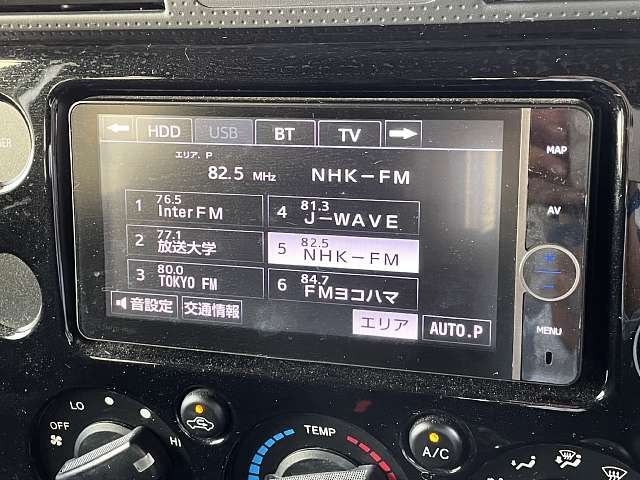 HDD USB BT TV
MAP
エリア. P
82.5 MHz NHK-FM
AV
1 76.5 InterFM
4 81.3 J-WAVE
2 77.1 放送大学
5 82.5 NHK-FM
3 80.0 TOKYO FM
6 84.7 FMヨコハマ
音設定 交通情報
エリア AUTO.P
MENU
LO
OFF
HI
TEMP
A/C